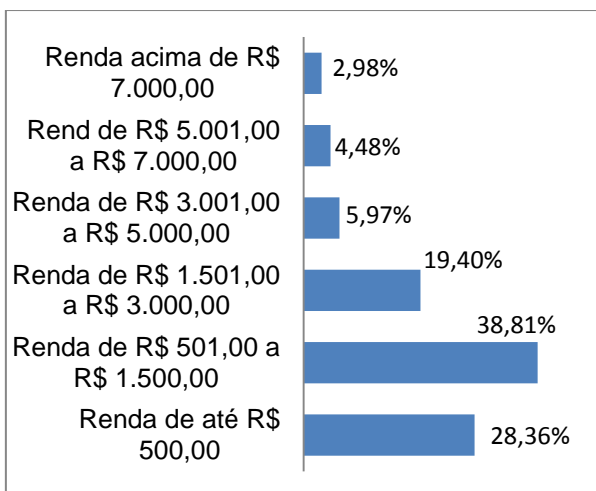 Renda acima de R$
7.000,00
2,98%
Rend de R$ 5.001,00
a R$ 7.000,00
4,48%
Renda de R$ 3.001,00
a R$ 5.000,00
5,97%
Renda de R$ 1.501,00
a R$ 3.000,00
19,40%
Renda de R$ 501,00 a
R$ 1.500,00
38,81%
Renda de até R$
500,00
28,36%